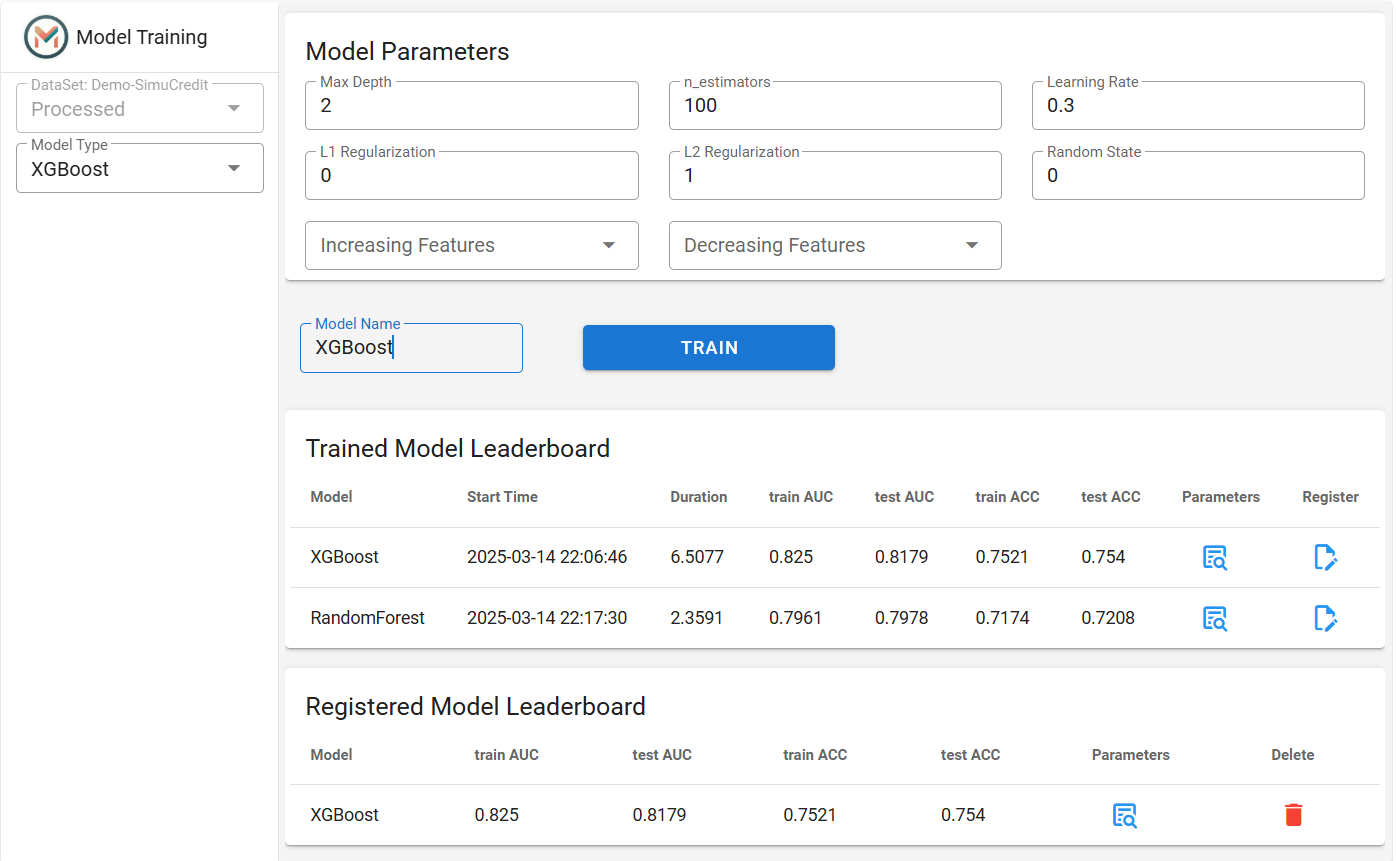 Model Training
DataSet: Demo-SimuCredit
Processed
Model Type
XGBoost
Model Parameters
Max Depth n_estimators Learning Rate
2 100 0.3
L1 Regularization L2 Regularization Random State
0 1 0
Increasing Features Decreasing Features
Model Name
XGBoost TRAIN
Trained Model Leaderboard
Model Start Time Duration train AUC test AUC train ACC test ACC Parameters Register
XGBoost 2025-03-14 22:06:46 6.5077 0.825 0.8179 0.7521 0.754
RandomForest 2025-03-14 22:17:30 2.3591 0.7961 0.7978 0.7174 0.7208
Registered Model Leaderboard
Model train AUC test AUC train ACC test ACC Parameters Delete
XGBoost 0.825 0.8179 0.7521 0.754